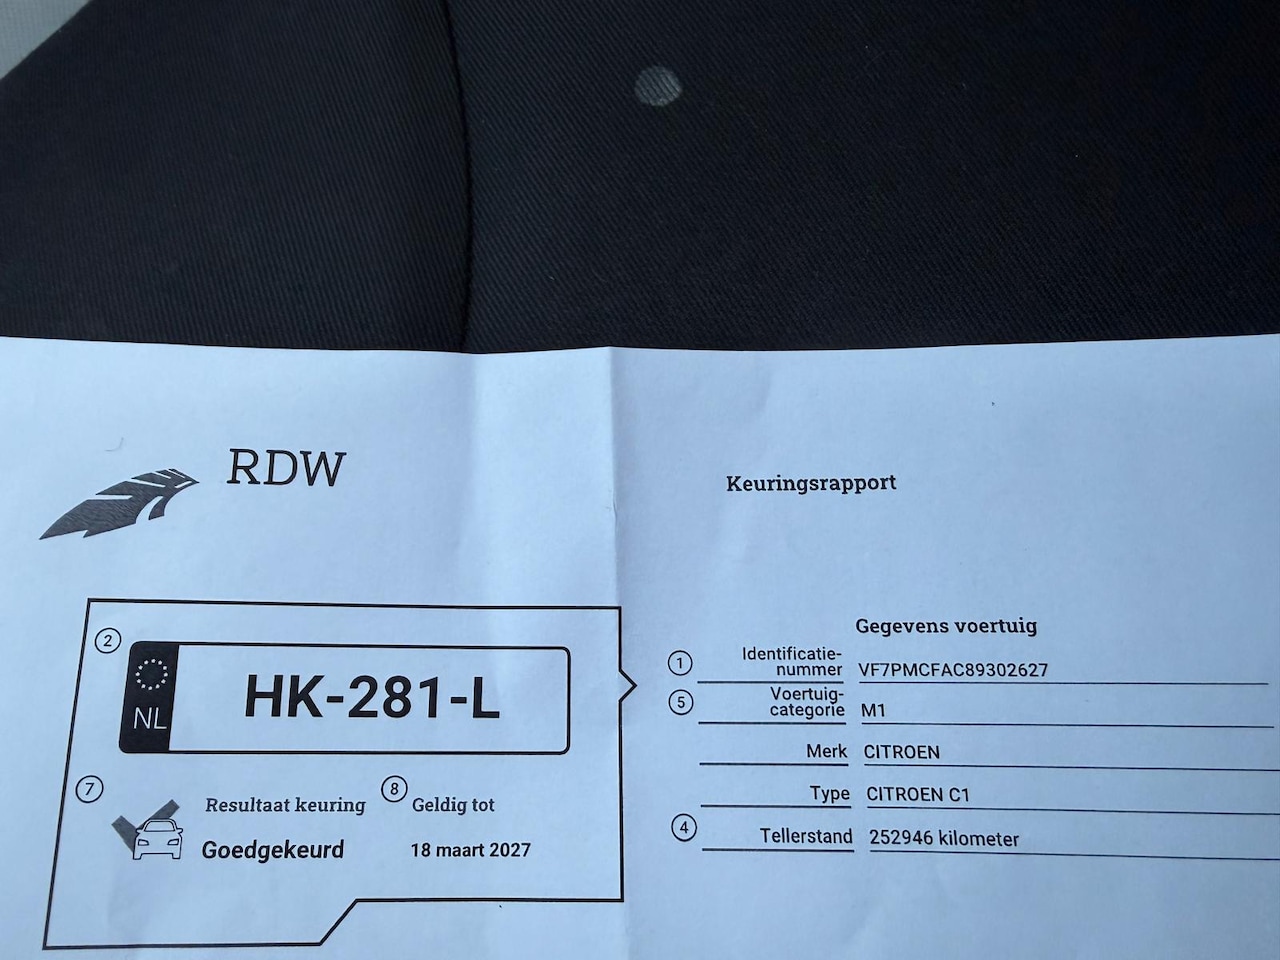 RDW
Keuringsrapport
2
NL
HK-281-L
7
Resultaat keuring
Goedgekeurd
8
Geldig tot
18 maart 2027
Gegevens voertuig
1
Identificatie-
nummer VF7PMCFAC89302627
5
Voertuig-
categorie M1
Merk CITROEN
Type CITROEN C1
4
Tellerstand 252946 kilometer